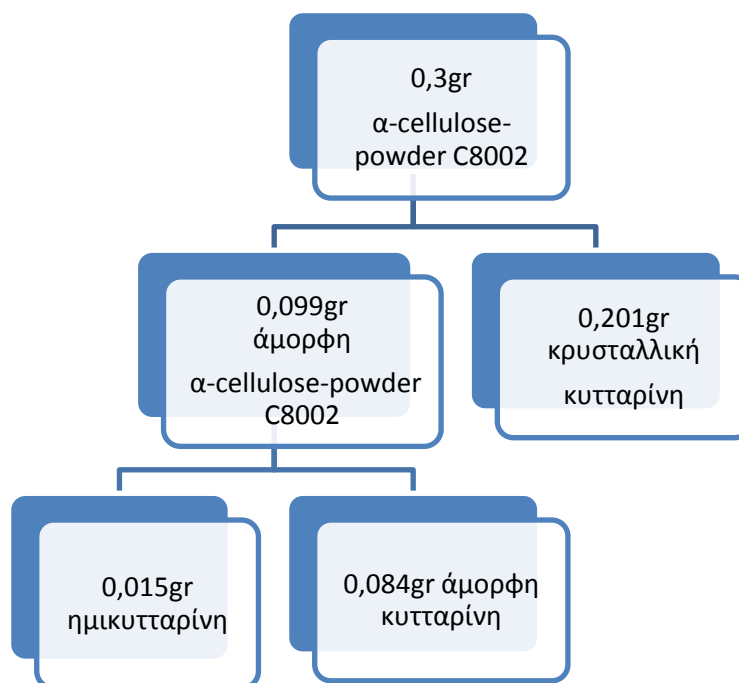 0,3gr
α-cellulose-
powder C8002
0,099gr
άμορφη
α-cellulose-powder
C8002
0,201gr
κρυσταλλική
κυτταρίνη
0,015gr
ημικυτταρίνη
0,084gr άμορφη
κυτταρίνη